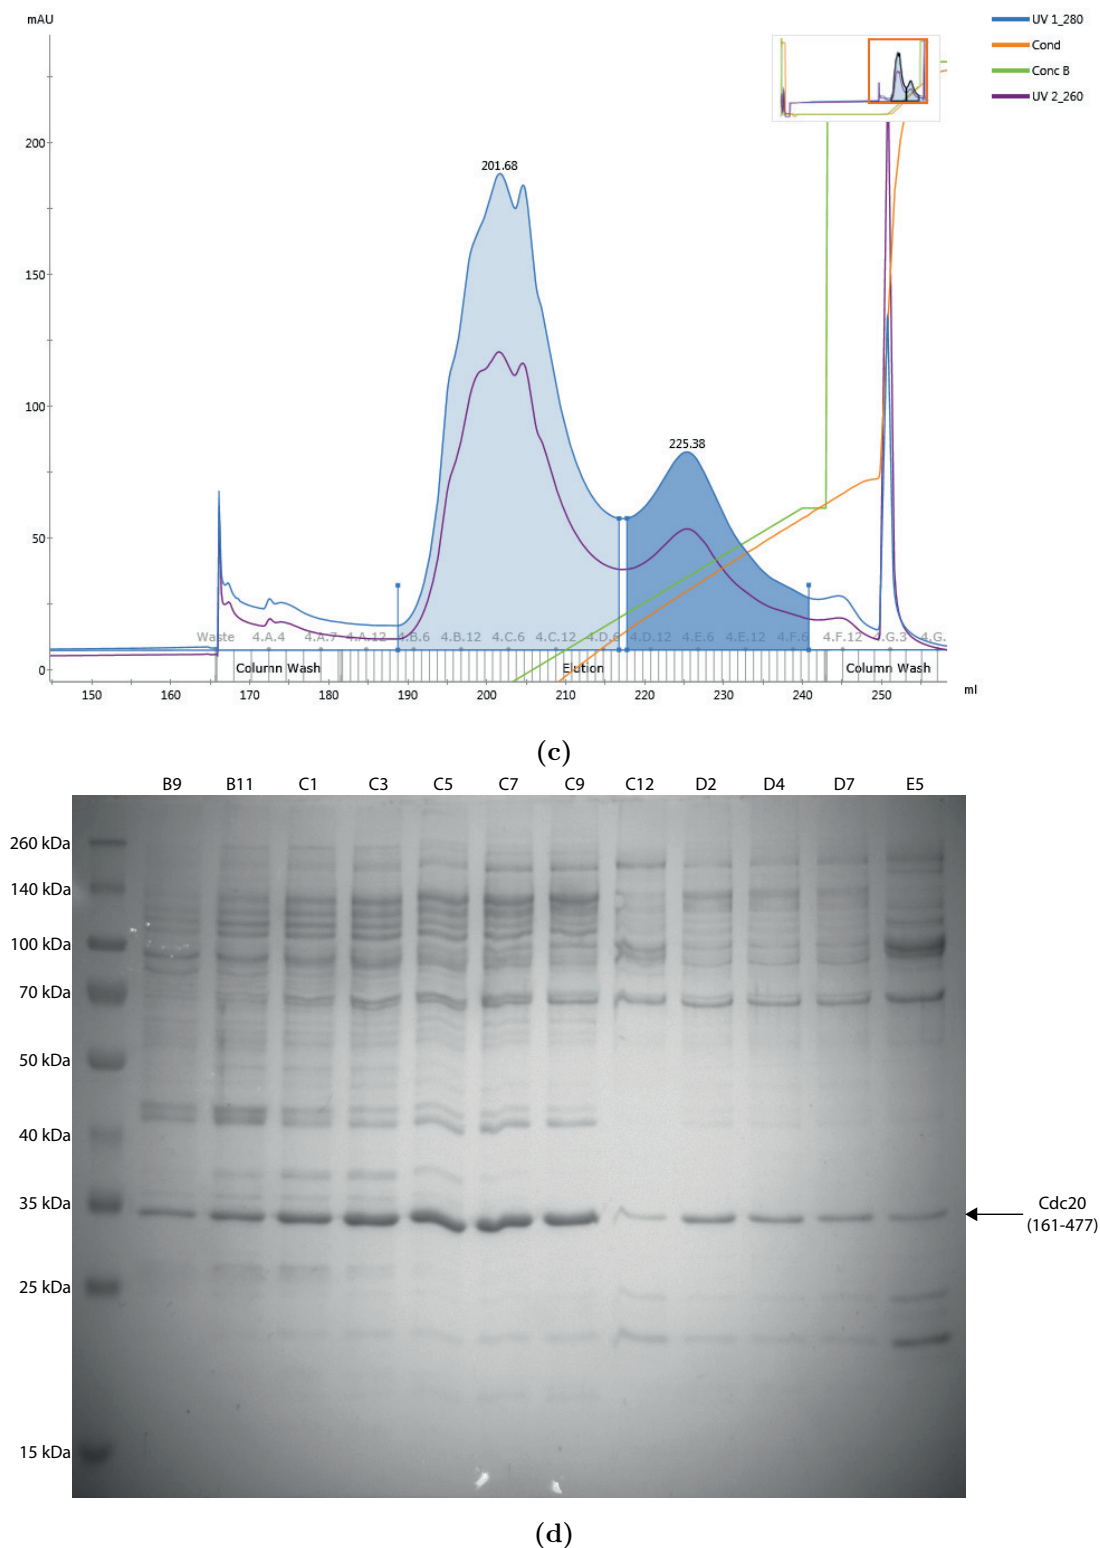 mAU
UV 1_280
Cond
Conc B
UV 2_260
200
201.68
150
100
225.38
50
Waste 4.A.4 4.A.7 4.A.12 4.B.6 4.B.12 4.C.6 4.C.12 4.D.6 4.D.12 4.E.6 4.E.12 4.F.6 4.F.12 4.G.3 4.G.
0
Column Wash Elution Column Wash
150 160 170 180 190 200 210 220 230 240 250 ml
(c)
B9 B11 C1 C3 C5 C7 C9 C12 D2 D4 D7 E5
260 kDa
140 kDa
100 kDa
70 kDa
50 kDa
40 kDa
35 kDa
Cdc20
(161-477)
25 kDa
15 kDa
(d)